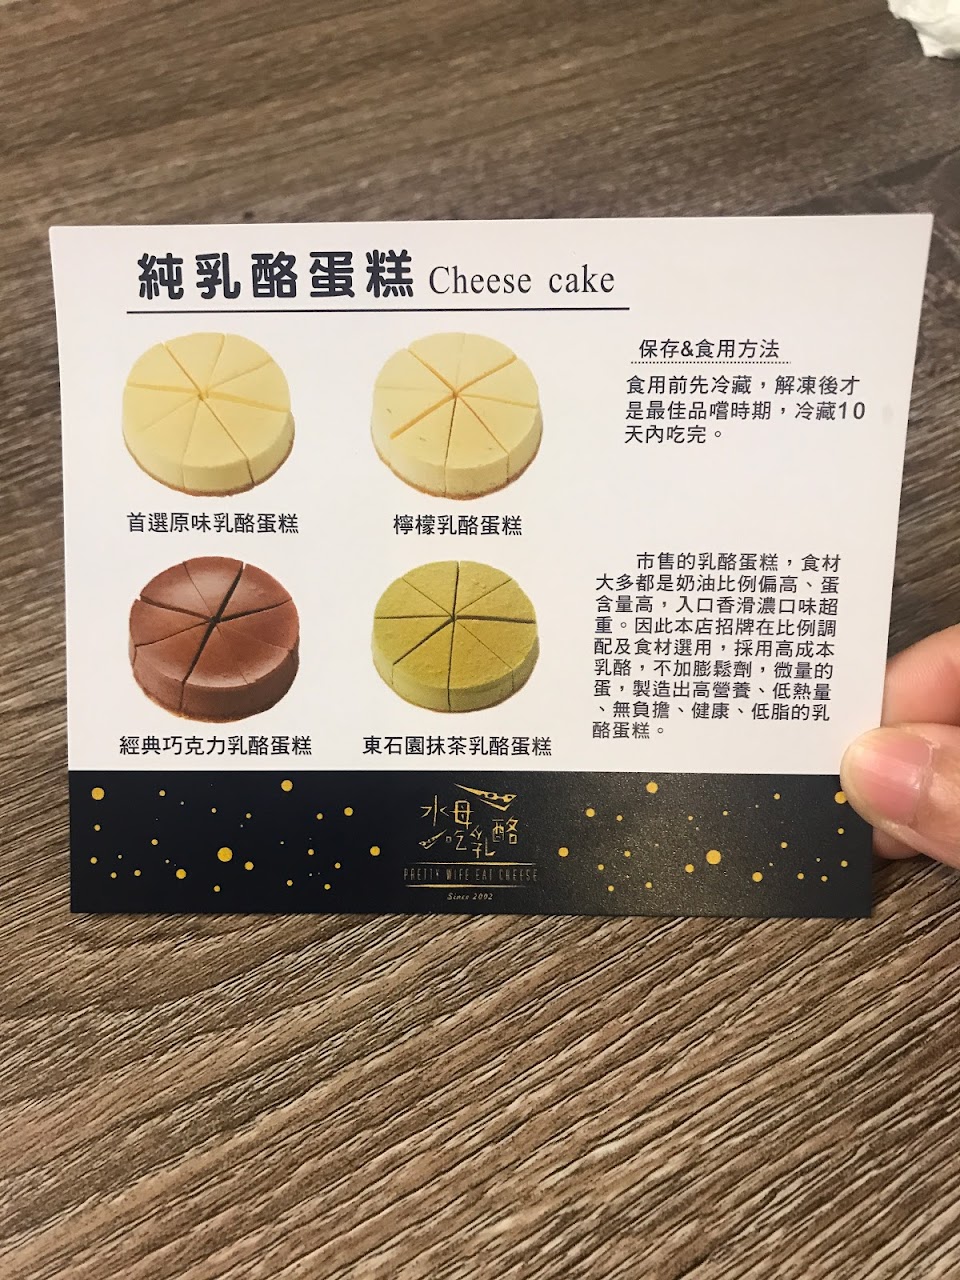 純乳酪蛋糕 Cheese cake
首選原味乳酪蛋糕
檸檬乳酪蛋糕
經典巧克力乳酪蛋糕
東石園抹茶乳酪蛋糕
保存&食用方法
食用前先冷藏，解凍後才
是最佳品嚐時期，冷藏10
天內吃完。
市售的乳酪蛋糕，食材
大多都是奶油比例偏高、蛋
含量高，入口香滑濃口味超
重。因此本店招牌在比例調
配及食材選用，採用高成本
乳酪，不加膨鬆劑，微量的
蛋，製造出高營養、低熱量
、無負擔、健康、低脂的乳
酪蛋糕。
水母
吃乳酪
PRETTY WIFE EAT CHEESE
Since 2002